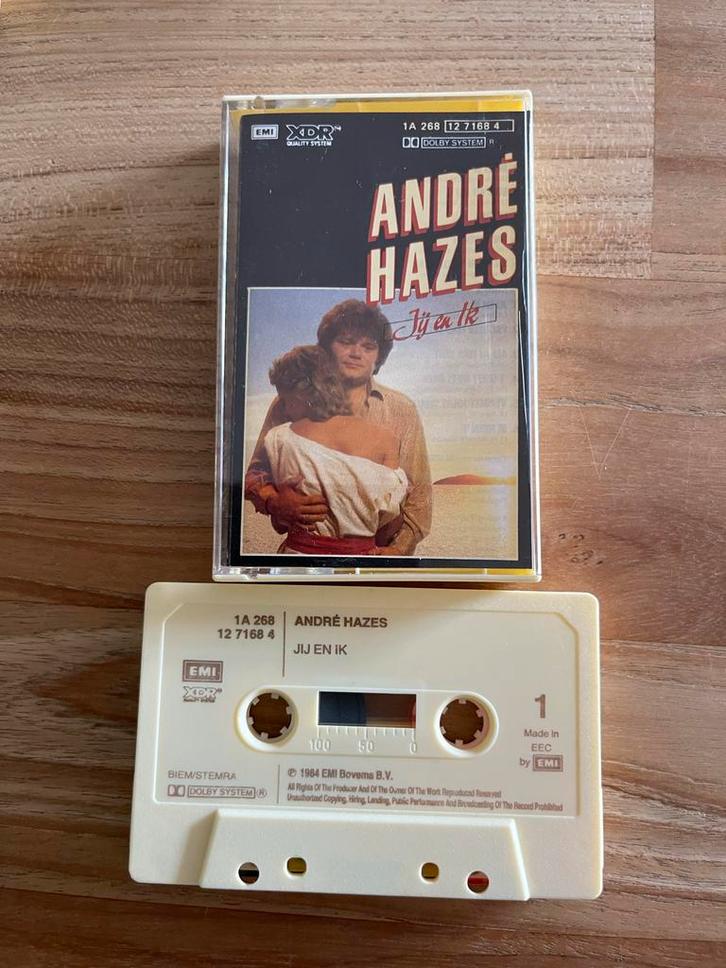 EMI XDR™ 1A 268 12 7168 4
QUALITY SYSTEM
DOLBY SYSTEM R
ANDRÉ
HAZES
Jij en Ik
1A 268 ANDRÉ HAZES
12 7168 4
JIJ EN IK
EMI
XDR™
1
100 50 0
Made in
EEC
by EMI
BIEM/STEMRA
DOLBY SYSTEM ®
℗ 1984 EMI Bovema B.V.
All Rights Of The Producer And Of The Owner Of The Work Reproduced Reserved
Unauthorized Copying, Hiring, Lending, Public Performance And Broadcasting Of The Record Prohibited